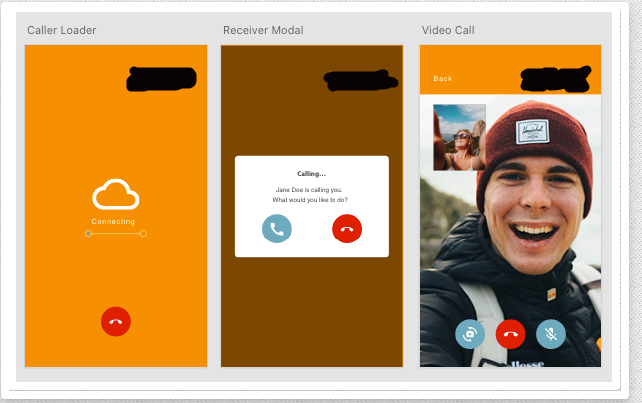 Caller Loader
Receiver Modal
Video Call
Connecting
Calling...
Jane Doe is calling you.
What would you like to do?
Back
Herschel